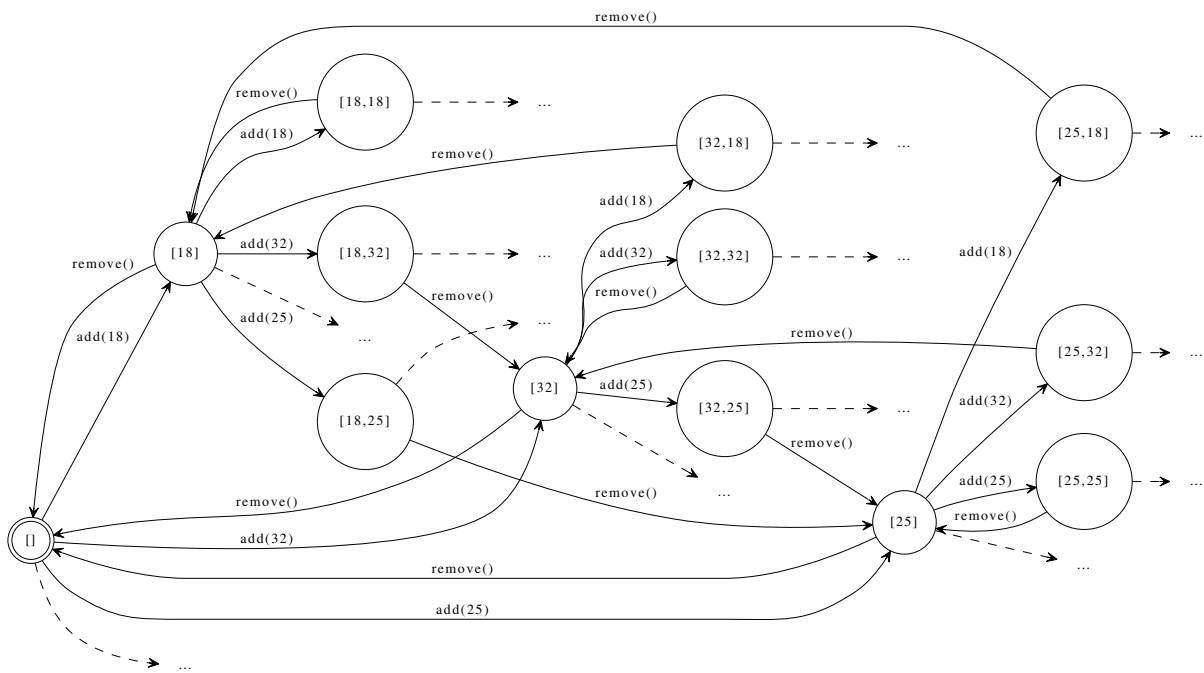 remove()
remove()
[18,18]
...
add(18)
[32,18]
...
[25,18]
...
remove()
add(18)
[18]
add(32)
[18,32]
...
add(32)
[32,32]
...
add(18)
remove()
remove()
remove()
add(18)
add(25)
...
...
remove()
[25,32]
...
[32]
add(25)
[32,25]
...
add(32)
[18,25]
remove()
add(25)
[25,25]
...
remove()
...
remove()
[25]
remove()
[]
add(32)
remove()
...
add(25)
...